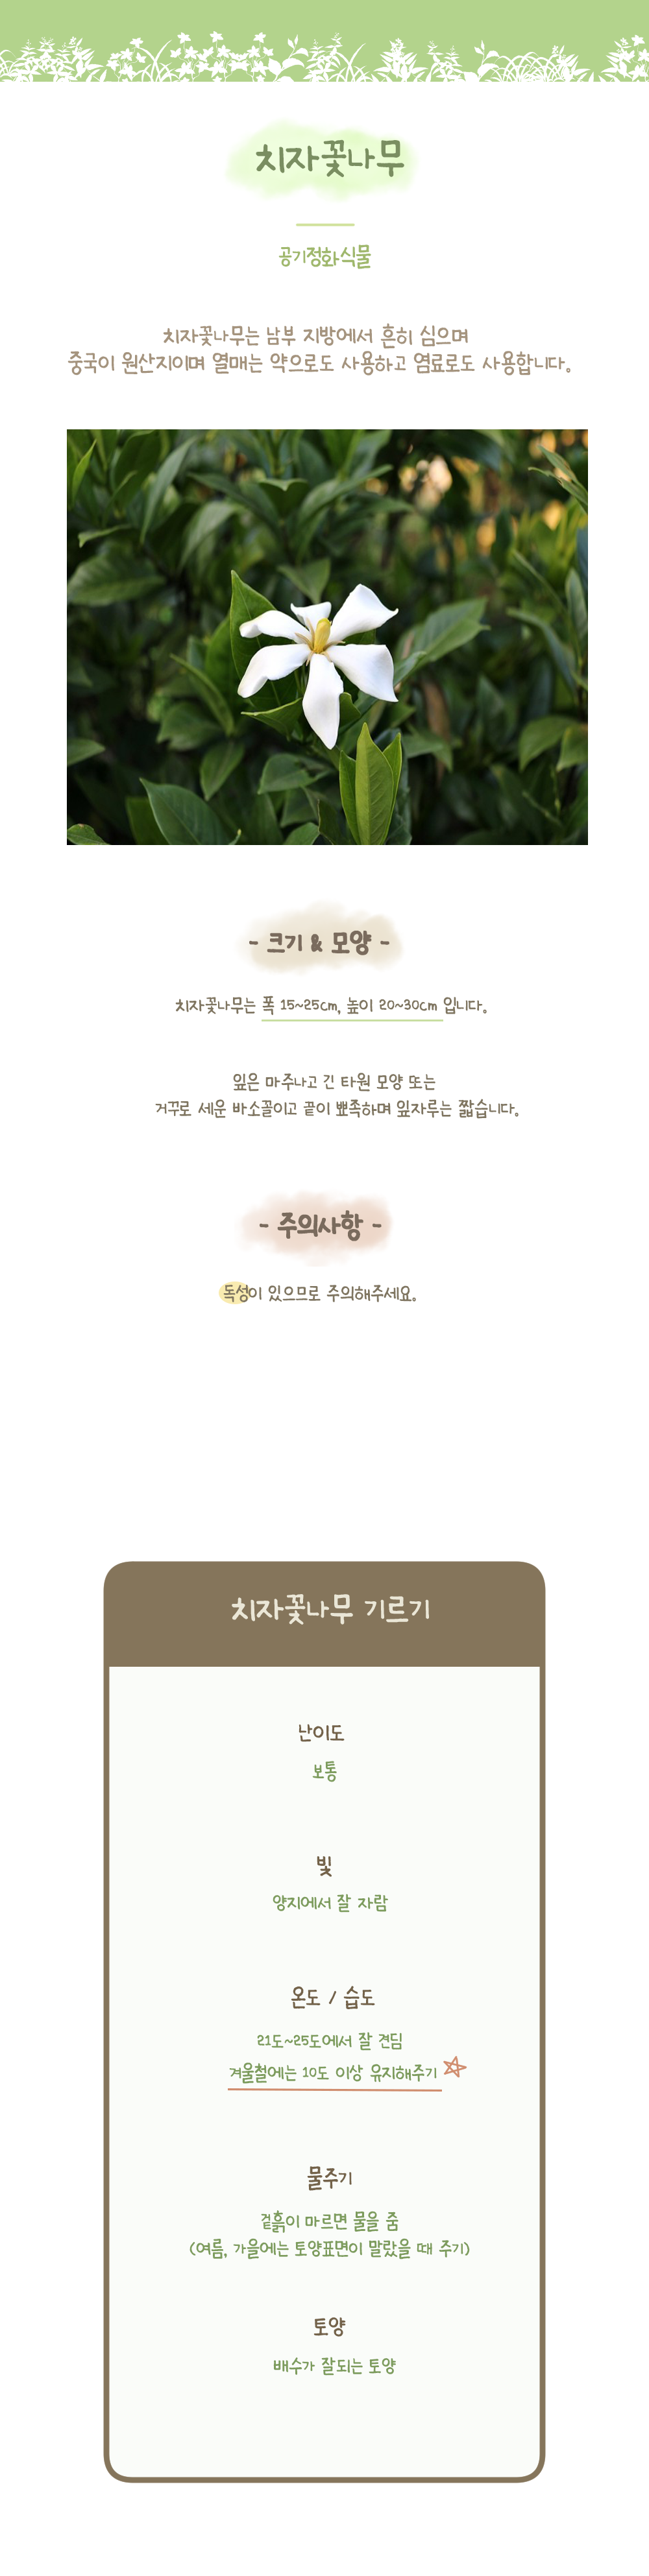 치자꽃나무
공기정화식물
치자꽃나무는 남부 지방에서 흔히 심으며
중국이 원산지이며 열매는 약으로도 사용하고 염료로도 사용합니다.
- 크기 & 모양 -
치자꽃나무는 폭 15~25cm, 높이 20~30cm 입니다.
잎은 마주나고 긴 타원 모양 또는
거꾸로 세운 바소꼴이고 끝이 뾰족하며 잎자루는 짧습니다.
- 주의사항 -
독성이 있으므로 주의해주세요.
치자꽃나무 기르기
난이도
보통
빛
양지에서 잘 자람
온도 / 습도
21도~25도에서 잘 견딤
겨울철에는 10도 이상 유지해주기
물주기
겉흙이 마르면 물을 줌
(여름, 가을에는 토양표면이 말랐을 때 주기)
토양
배수가 잘되는 토양